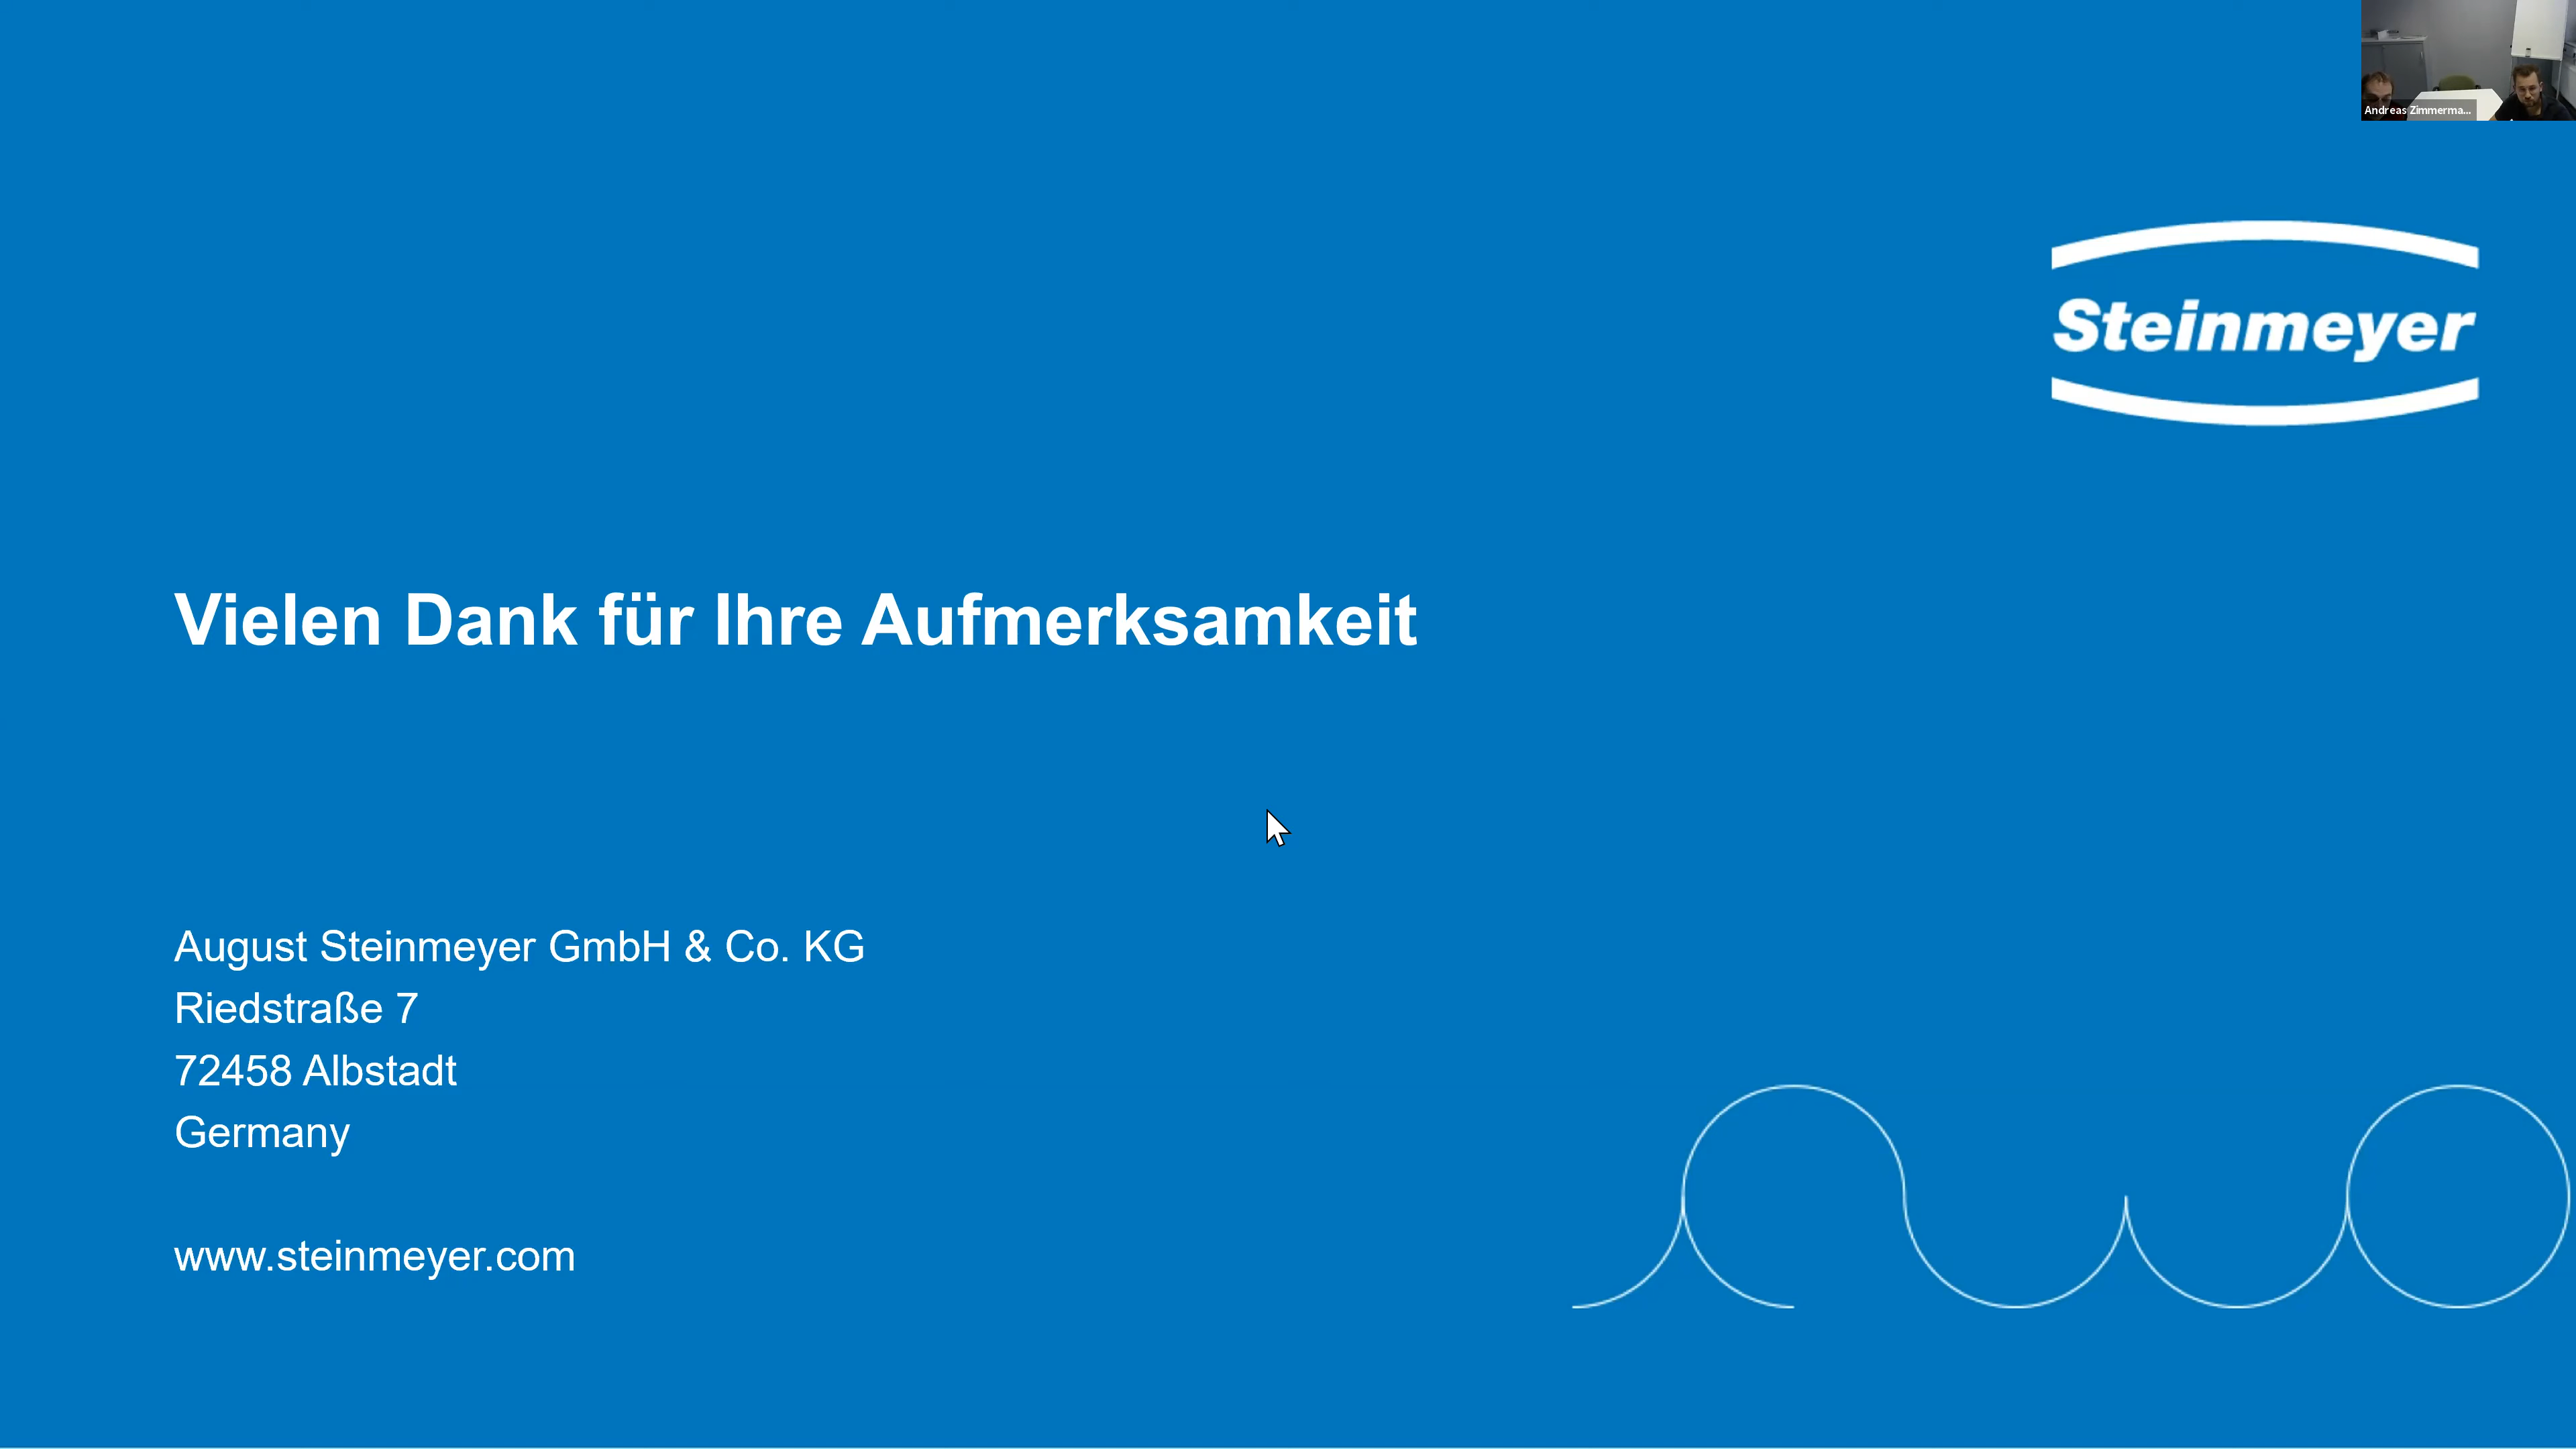 Andreas Zimmerma...
Steinmeyer
Vielen Dank für Ihre Aufmerksamkeit
August Steinmeyer GmbH & Co. KG
Riedstraße 7
72458 Albstadt
Germany
www.steinmeyer.com